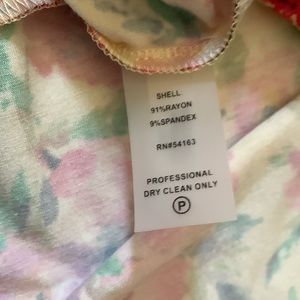 SHELL
91%RAYON
9%SPANDEX
RN#54163
PROFESSIONAL
DRY CLEAN ONLY
P